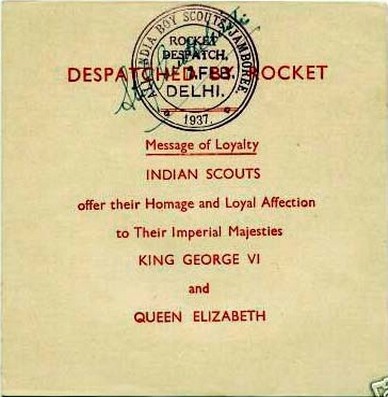 ALL INDIA BOY SCOUTS JAMBOREE.
ROCKET
DESPATCH,
FEB.
DELHI.
1937.
DESPATCHED BY ROCKET
Message of Loyalty
INDIAN SCOUTS
offer their Homage and Loyal Affection
to Their Imperial Majesties
KING GEORGE VI
and
QUEEN ELIZABETH